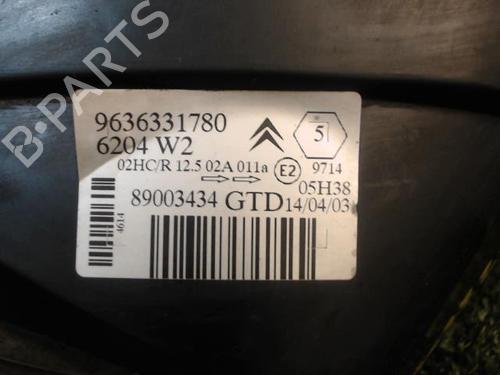 9636331780
6204 W2
5
02HC/R 12.5 02A 011a
E2
9714
05H38
89003434 GTD 14/04/03
4614
B-PARTS